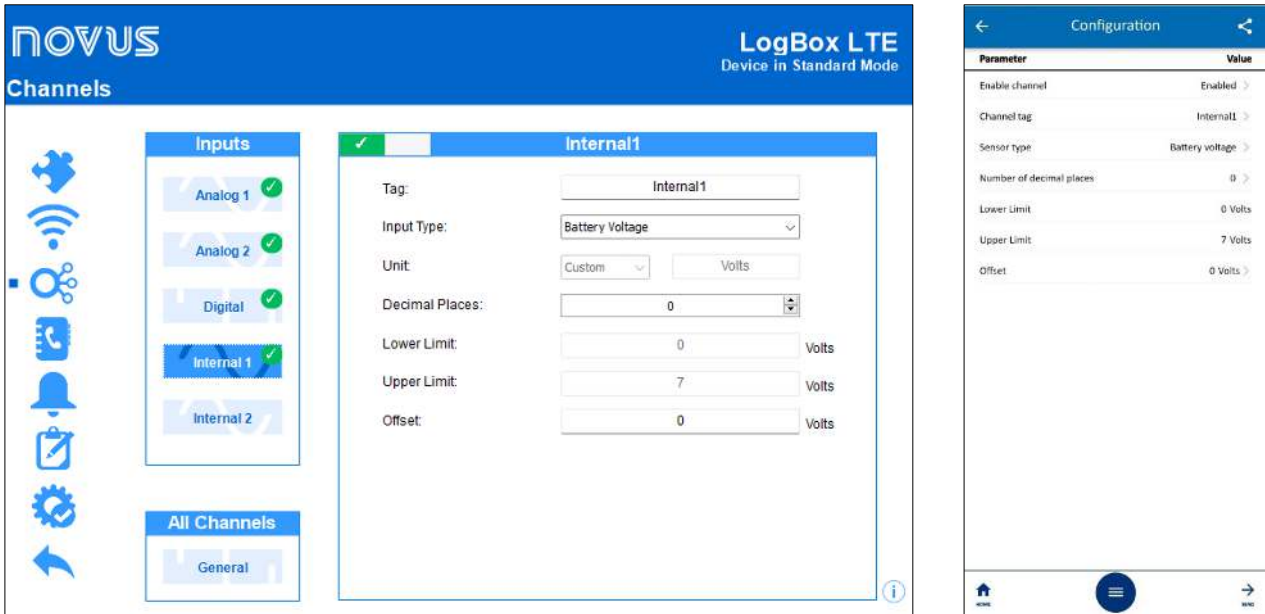 NOVUS
LogBox LTE
Device in Standard Mode
Channels
Inputs
Analog 1
Analog 2
Digital
Internal 1
Internal 2
All Channels
General
Internal1
Tag: Internal1
Input Type: Battery Voltage
Unit: Custom Volts
Decimal Places: 0
Lower Limit: 0 Volts
Upper Limit: 7 Volts
Offset: 0 Volts
Configuration
Parameter Value
Enable channel Enabled
Channel tag Internal1
Sensor type Battery voltage
Number of decimal places 0
Lower Limit 0 Volts
Upper Limit 7 Volts
Offset 0 Volts
HOME SEND